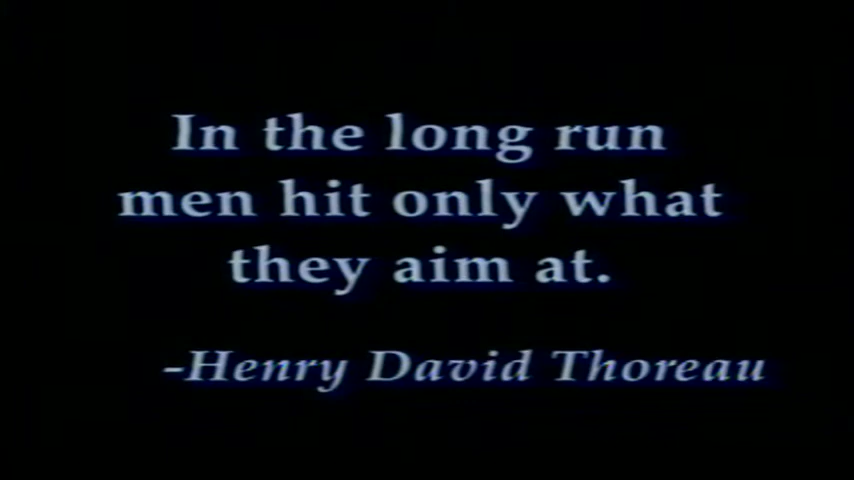 In the long run
men hit only what
they aim at.
-Henry David Thoreau